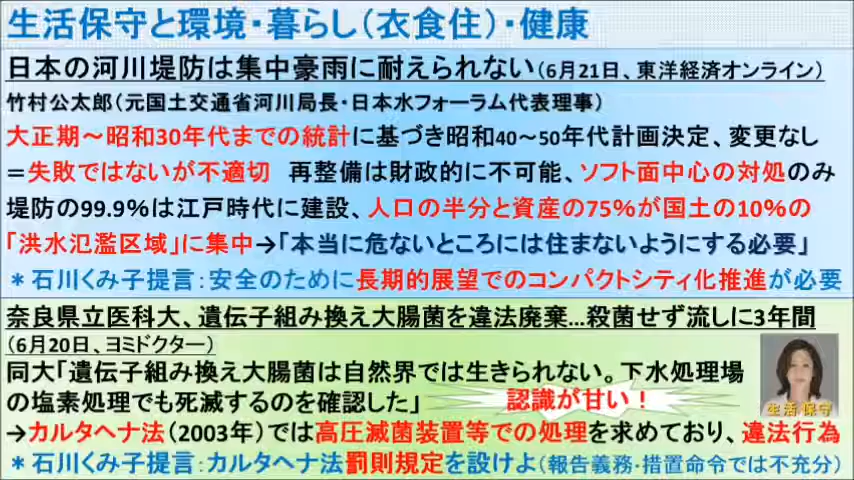 生活保守と環境・暮らし（衣食住）・健康
日本の河川堤防は集中豪雨に耐えられない（6月21日、東洋経済オンライン）
竹村公太郎（元国土交通省河川局長・日本水フォーラム代表理事）
大正期～昭和30年代までの統計に基づき昭和40～50年代計画決定、変更なし
＝失敗ではないが不適切　再整備は財政的に不可能、ソフト面中心の対処のみ
堤防の99.9％は江戸時代に建設、人口の半分と資産の75％が国土の10％の
「洪水氾濫区域」に集中→「本当に危ないところには住まないようにする必要」
＊石川くみ子提言：安全のために長期的展望でのコンパクトシティ化推進が必要
奈良県立医科大、遺伝子組み換え大腸菌を違法廃棄…殺菌せず流しに3年間
（6月20日、ヨミドクター）
同大「遺伝子組み換え大腸菌は自然界では生きられない。下水処理場
の塩素処理でも死滅するのを確認した」
認識が甘い！
生活保守
→カルタヘナ法（2003年）では高圧滅菌装置等での処理を求めており、違法行為
＊石川くみ子提言：カルタヘナ法罰則規定を設けよ（報告義務・措置命令では不充分）